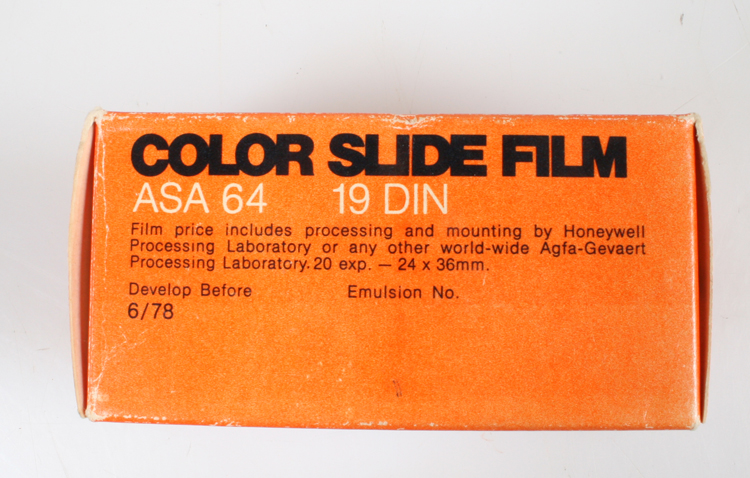 COLOR SLIDE FILM
ASA 64 19 DIN
Film price includes processing and mounting by Honeywell
Processing Laboratory or any other world-wide Agfa-Gevaert
Processing Laboratory. 20 exp. — 24 x 36mm.
Develop Before Emulsion No.
6/78